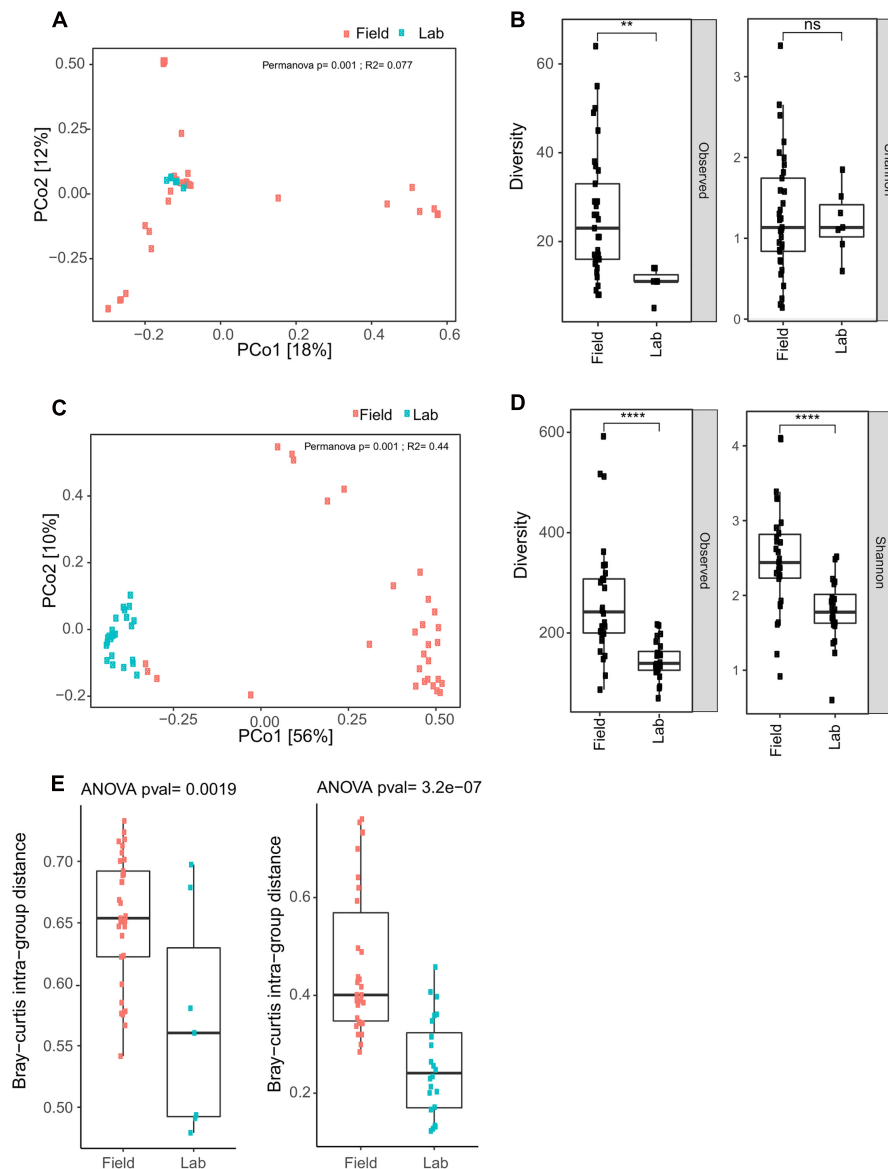 A
Field Lab
Permanova p= 0.001 ; R2= 0.077
PCo2 [12%]
0.50
0.25
0.00
−0.25
−0.2 0.0 0.2 0.4 0.6
PCo1 [18%]
B
Diversity
60
40
20
**
Observed
Field Lab
ns
3
2
1
0
Shannon
Field Lab
C
Field Lab
Permanova p= 0.001 ; R2= 0.44
PCo2 [10%]
0.4
0.2
0.0
−0.2
−0.25 0.00 0.25 0.50
PCo1 [56%]
D
Diversity
600
400
200
****
Observed
Field Lab
****
4
3
2
1
Shannon
Field Lab
E
ANOVA pval= 0.0019
Bray−curtis intra−group distance
0.70
0.65
0.60
0.55
0.50
Field Lab
ANOVA pval= 3.2e−07
Bray−curtis intra−group distance
0.6
0.4
0.2
Field Lab